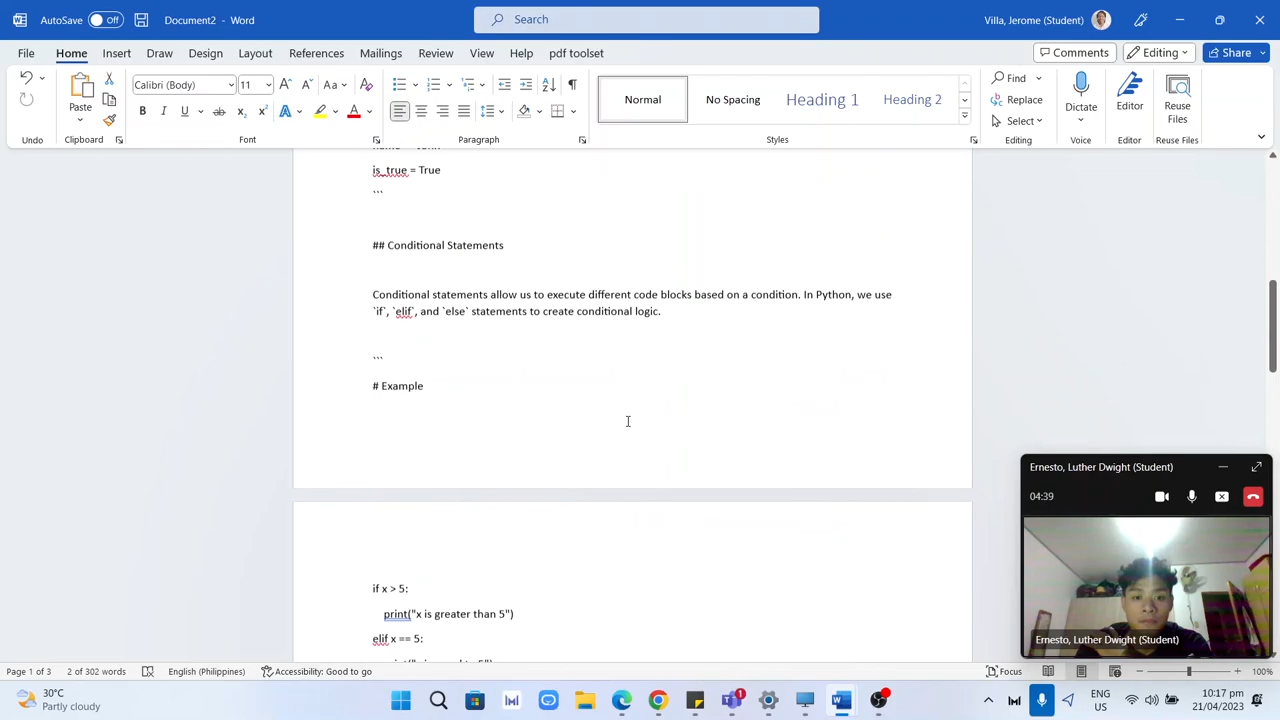 AutoSave Off Document2 - Word Search Villa, Jerome (Student)
File Home Insert Draw Design Layout References Mailings Review View Help pdf toolset Comments Editing Share
Calibri (Body) 11 Aa Normal No Spacing Heading 1 Heading 2 Find
Paste Replace Dictate Editor Reuse Files
B I U ab x₂ x² A A Select
Undo Clipboard Font Paragraph Styles Editing Voice Editor Reuse Files
is_true = True
```
## Conditional Statements
Conditional statements allow us to execute different code blocks based on a condition. In Python, we use
`if`, `elif`, and `else` statements to create conditional logic.
```
# Example
if x > 5:
print("x is greater than 5")
elif x == 5:
Ernesto, Luther Dwight (Student)
04:39
Ernesto, Luther Dwight (Student)
Page 1 of 3 2 of 302 words English (Philippines) Accessibility: Good to go Focus 100%
30°C
Partly cloudy
1
ENG
US
10:17 pm
21/04/2023